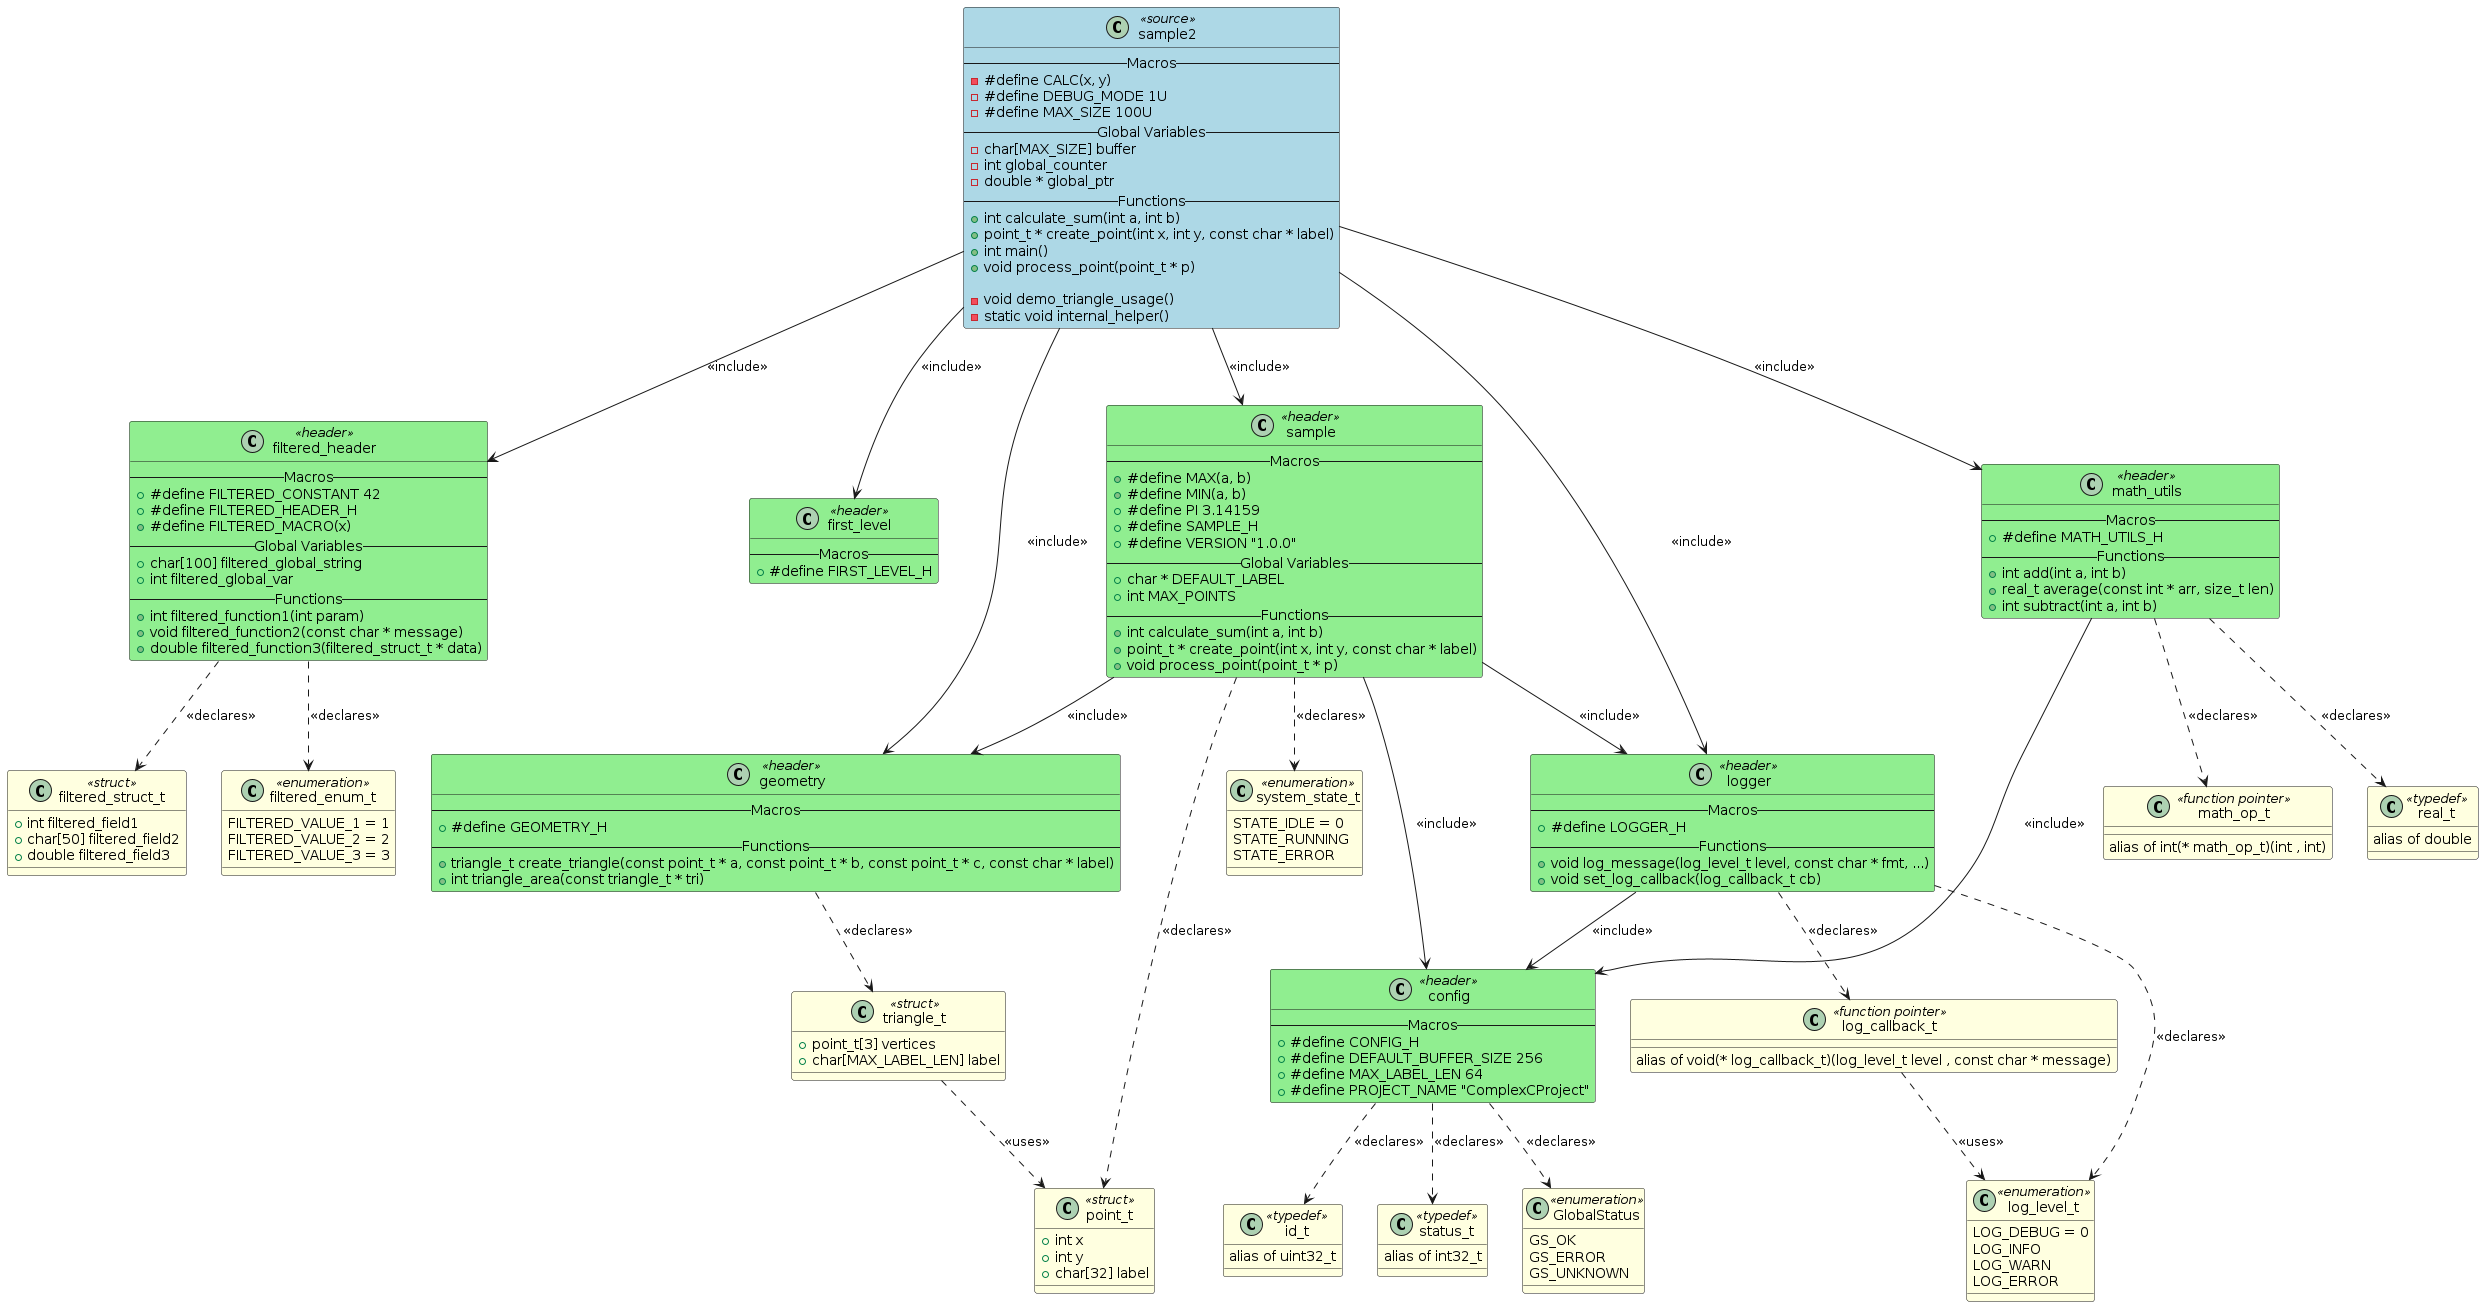 C
«source»
sample2
Macros
#define CALC(x, y)
#define DEBUG_MODE 1U
#define MAX_SIZE 100U
Global Variables
char[MAX_SIZE] buffer
int global_counter
double * global_ptr
Functions
int calculate_sum(int a, int b)
point_t * create_point(int x, int y, const char * label)
int main()
void process_point(point_t * p)
void demo_triangle_usage()
static void internal_helper()
«include»
«include»
«include»
«include»
«include»
«include»
C
«header»
filtered_header
Macros
#define FILTERED_CONSTANT 42
#define FILTERED_HEADER_H
#define FILTERED_MACRO(x)
Global Variables
char[100] filtered_global_string
int filtered_global_var
Functions
int filtered_function1(int param)
void filtered_function2(const char * message)
double filtered_function3(filtered_struct_t * data)
C
«header»
first_level
Macros
#define FIRST_LEVEL_H
C
«header»
sample
Macros
#define MAX(a, b)
#define MIN(a, b)
#define PI 3.14159
#define SAMPLE_H
#define VERSION "1.0.0"
Global Variables
char * DEFAULT_LABEL
int MAX_POINTS
Functions
int calculate_sum(int a, int b)
point_t * create_point(int x, int y, const char * label)
void process_point(point_t * p)
C
«header»
math_utils
Macros
#define MATH_UTILS_H
Functions
int add(int a, int b)
real_t average(const int * arr, size_t len)
int subtract(int a, int b)
«declares»
«declares»
«include»
«declares»
«include»
«declares»
«declares»
C
«struct»
filtered_struct_t
int filtered_field1
char[50] filtered_field2
double filtered_field3
C
«enumeration»
filtered_enum_t
FILTERED_VALUE_1 = 1
FILTERED_VALUE_2 = 2
FILTERED_VALUE_3 = 3
C
«header»
geometry
Macros
#define GEOMETRY_H
Functions
triangle_t create_triangle(const point_t * a, const point_t * b, const point_t * c, const char * label)
int triangle_area(const triangle_t * tri)
C
«enumeration»
system_state_t
STATE_IDLE = 0
STATE_RUNNING
STATE_ERROR
«include»
C
«header»
logger
Macros
#define LOGGER_H
Functions
void log_message(log_level_t level, const char * fmt, ...)
void set_log_callback(log_callback_t cb)
«include»
C
«function pointer»
math_op_t
alias of int(* math_op_t)(int , int)
C
«typedef»
real_t
alias of double
«declares»
«declares»
«include»
«declares»
«declares»
C
«struct»
triangle_t
point_t[3] vertices
char[MAX_LABEL_LEN] label
C
«header»
config
Macros
#define CONFIG_H
#define DEFAULT_BUFFER_SIZE 256
#define MAX_LABEL_LEN 64
#define PROJECT_NAME "ComplexCProject"
C
«function pointer»
log_callback_t
alias of void(* log_callback_t)(log_level_t level , const char * message)
«uses»
«declares»
«declares»
«declares»
«uses»
C
«struct»
point_t
int x
int y
char[32] label
C
«typedef»
id_t
alias of uint32_t
C
«typedef»
status_t
alias of int32_t
C
«enumeration»
GlobalStatus
GS_OK
GS_ERROR
GS_UNKNOWN
C
«enumeration»
log_level_t
LOG_DEBUG = 0
LOG_INFO
LOG_WARN
LOG_ERROR